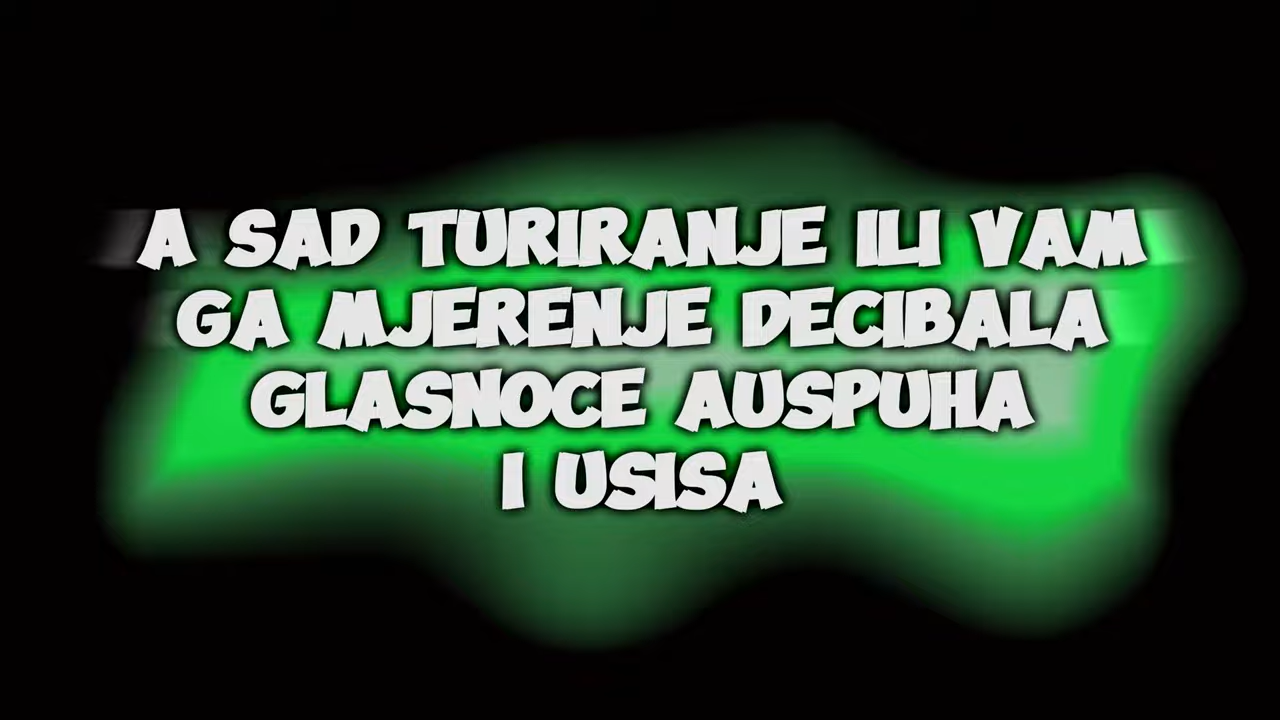 A SAD TURIRANJE ILI VAM
GA MJERENJE DECIBALA
GLASNOCE AUSPUHA
I USISA